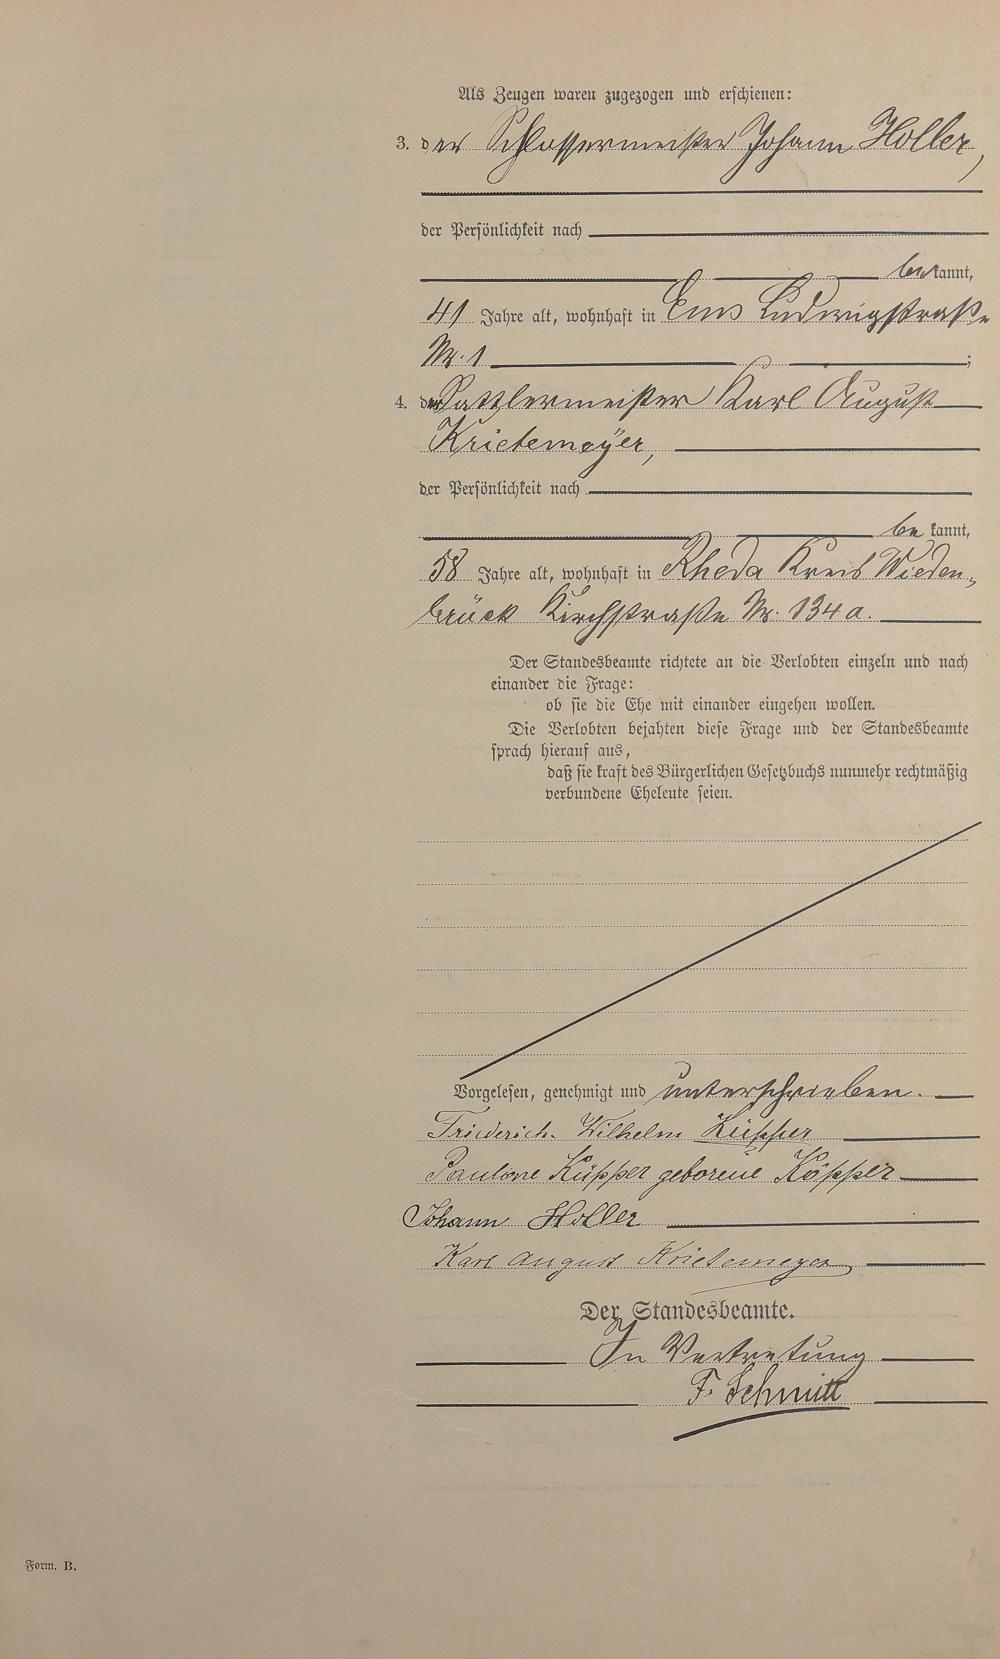 Als Zeugen waren zugezogen und erschienen:
3. der Schlossermeister Johann Holler,
der Persönlichkeit nach
bekannt,
41 Jahre alt, wohnhaft in Ems Ludwigstraße
Nr. 1;
4. der Sattlermeister Karl August
Krietemeÿer,
der Persönlichkeit nach
bekannt,
58 Jahre alt, wohnhaft in Rheda Kreis Wieden-
brück Kirchstraße Nr. 134 a.
Der Standesbeamte richtete an die Verlobten einzeln und nach
einander die Frage:
ob sie die Ehe mit einander eingehen wollen.
Die Verlobten bejahten diese Frage und der Standesbeamte
sprach hierauf aus,
daß sie kraft des Bürgerlichen Gesetzbuchs nunmehr rechtmäßig
verbundene Eheleute seien.
Vorgelesen, genehmigt und unterschrieben.
Friederich Wilhelm Küpper
Pauline Küpper geborene Köpper
Johann Holler
Karl August Krietemeyer
Der Standesbeamte.
In Vertretung
F. Schmitt
Form. B.